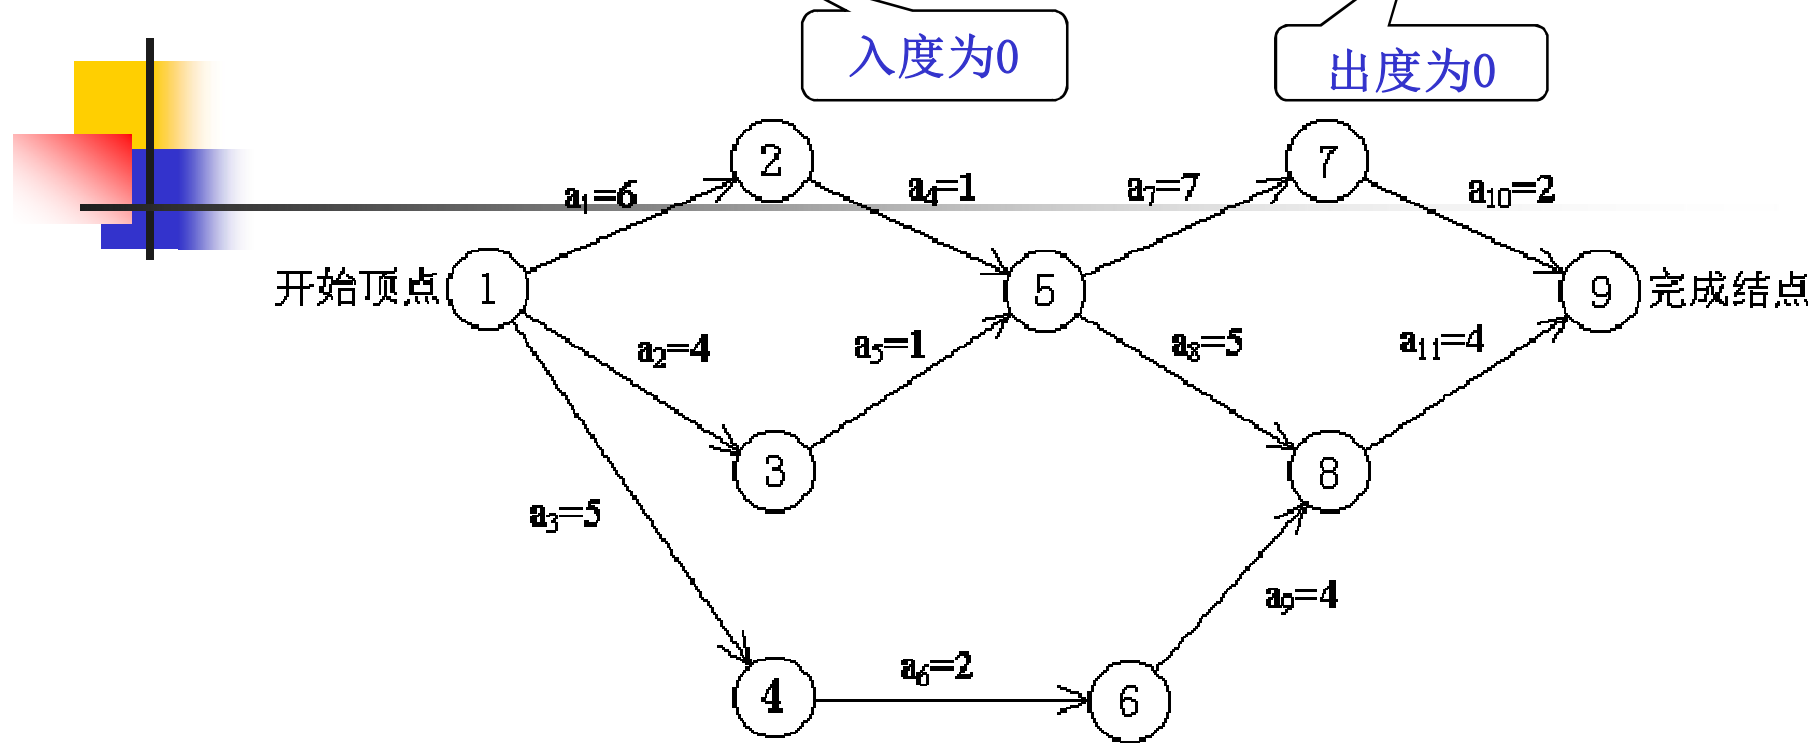 入度为0
出度为0
2
7
a₁=6
a₄=1
a₇=7
a₁₀=2
开始顶点
1
5
9
完成结点
a₂=4
a₅=1
a₈=5
a₁₁=4
3
8
a₃=5
a₉=4
a₆=2
4
6